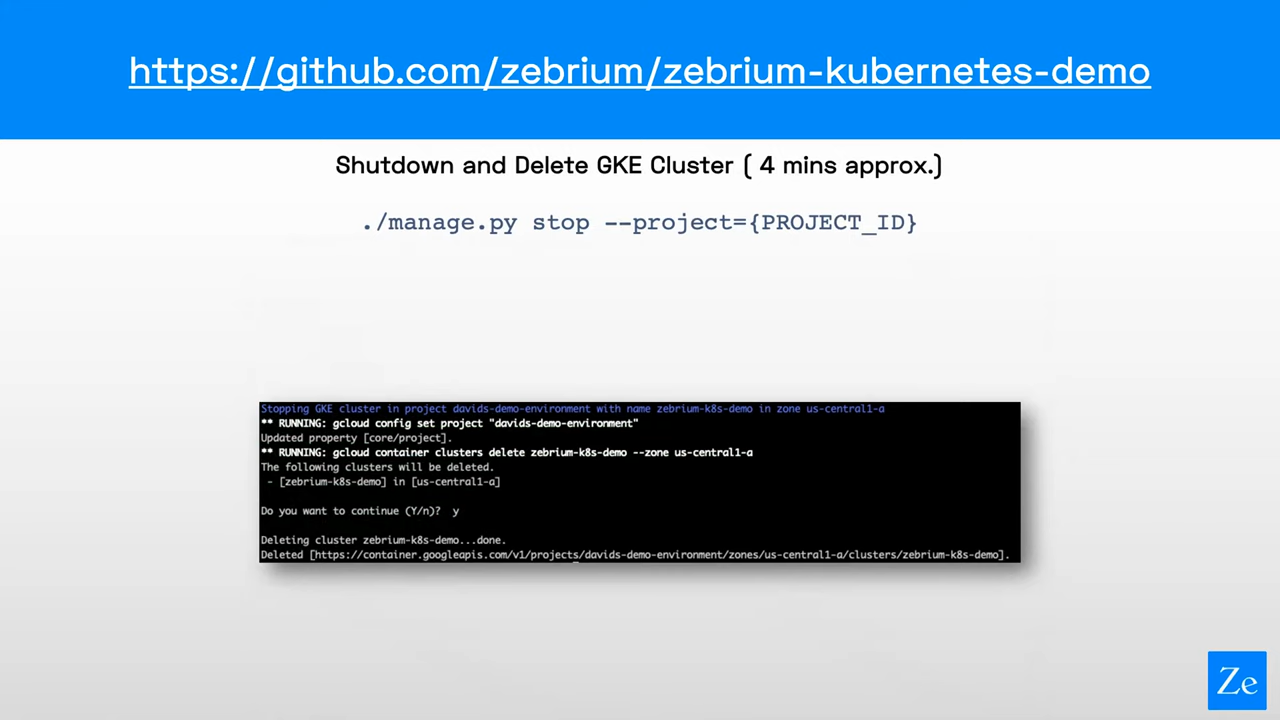 https://github.com/zebrium/zebrium-kubernetes-demo
Shutdown and Delete GKE Cluster ( 4 mins approx.)
./manage.py stop --project={PROJECT_ID}
Stopping GKE cluster in project davids-demo-environment with name zebrium-k8s-demo in zone us-central1-a
** RUNNING: gcloud config set project "davids-demo-environment"
Updated property [core/project].
** RUNNING: gcloud container clusters delete zebrium-k8s-demo --zone us-central1-a
The following clusters will be deleted.
- [zebrium-k8s-demo] in [us-central1-a]
Do you want to continue (Y/n)? y
Deleting cluster zebrium-k8s-demo...done.
Deleted [https://container.googleapis.com/v1/projects/davids-demo-environment/zones/us-central1-a/clusters/zebrium-k8s-demo].
Ze